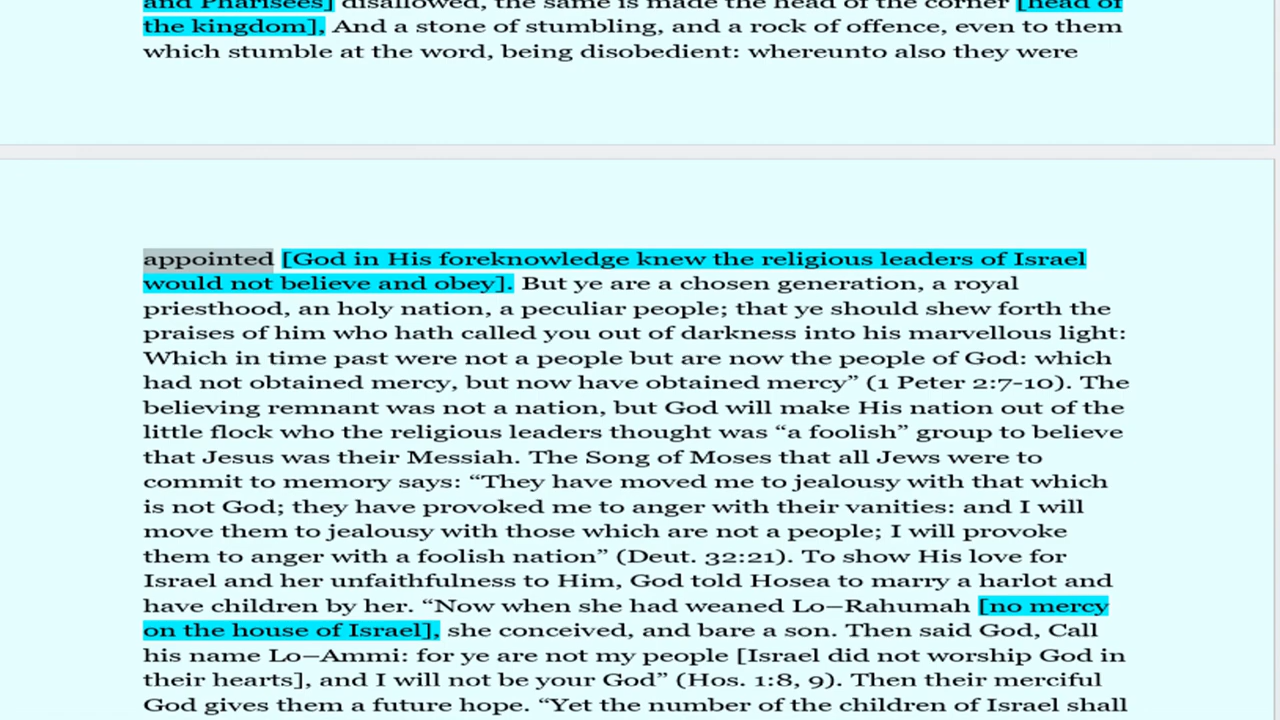 and Pharisees] disallowed, the same is made the head of the corner [head of
the kingdom], And a stone of stumbling, and a rock of offence, even to them
which stumble at the word, being disobedient: whereunto also they were
appointed [God in His foreknowledge knew the religious leaders of Israel
would not believe and obey]. But ye are a chosen generation, a royal
priesthood, an holy nation, a peculiar people; that ye should shew forth the
praises of him who hath called you out of darkness into his marvellous light:
Which in time past were not a people but are now the people of God: which
had not obtained mercy, but now have obtained mercy” (1 Peter 2:7-10). The
believing remnant was not a nation, but God will make His nation out of the
little flock who the religious leaders thought was “a foolish” group to believe
that Jesus was their Messiah. The Song of Moses that all Jews were to
commit to memory says: “They have moved me to jealousy with that which
is not God; they have provoked me to anger with their vanities: and I will
move them to jealousy with those which are not a people; I will provoke
them to anger with a foolish nation” (Deut. 32:21). To show His love for
Israel and her unfaithfulness to Him, God told Hosea to marry a harlot and
have children by her. “Now when she had weaned Lo–Rahumah [no mercy
on the house of Israel], she conceived, and bare a son. Then said God, Call
his name Lo–Ammi: for ye are not my people [Israel did not worship God in
their hearts], and I will not be your God” (Hos. 1:8, 9). Then their merciful
God gives them a future hope. “Yet the number of the children of Israel shall